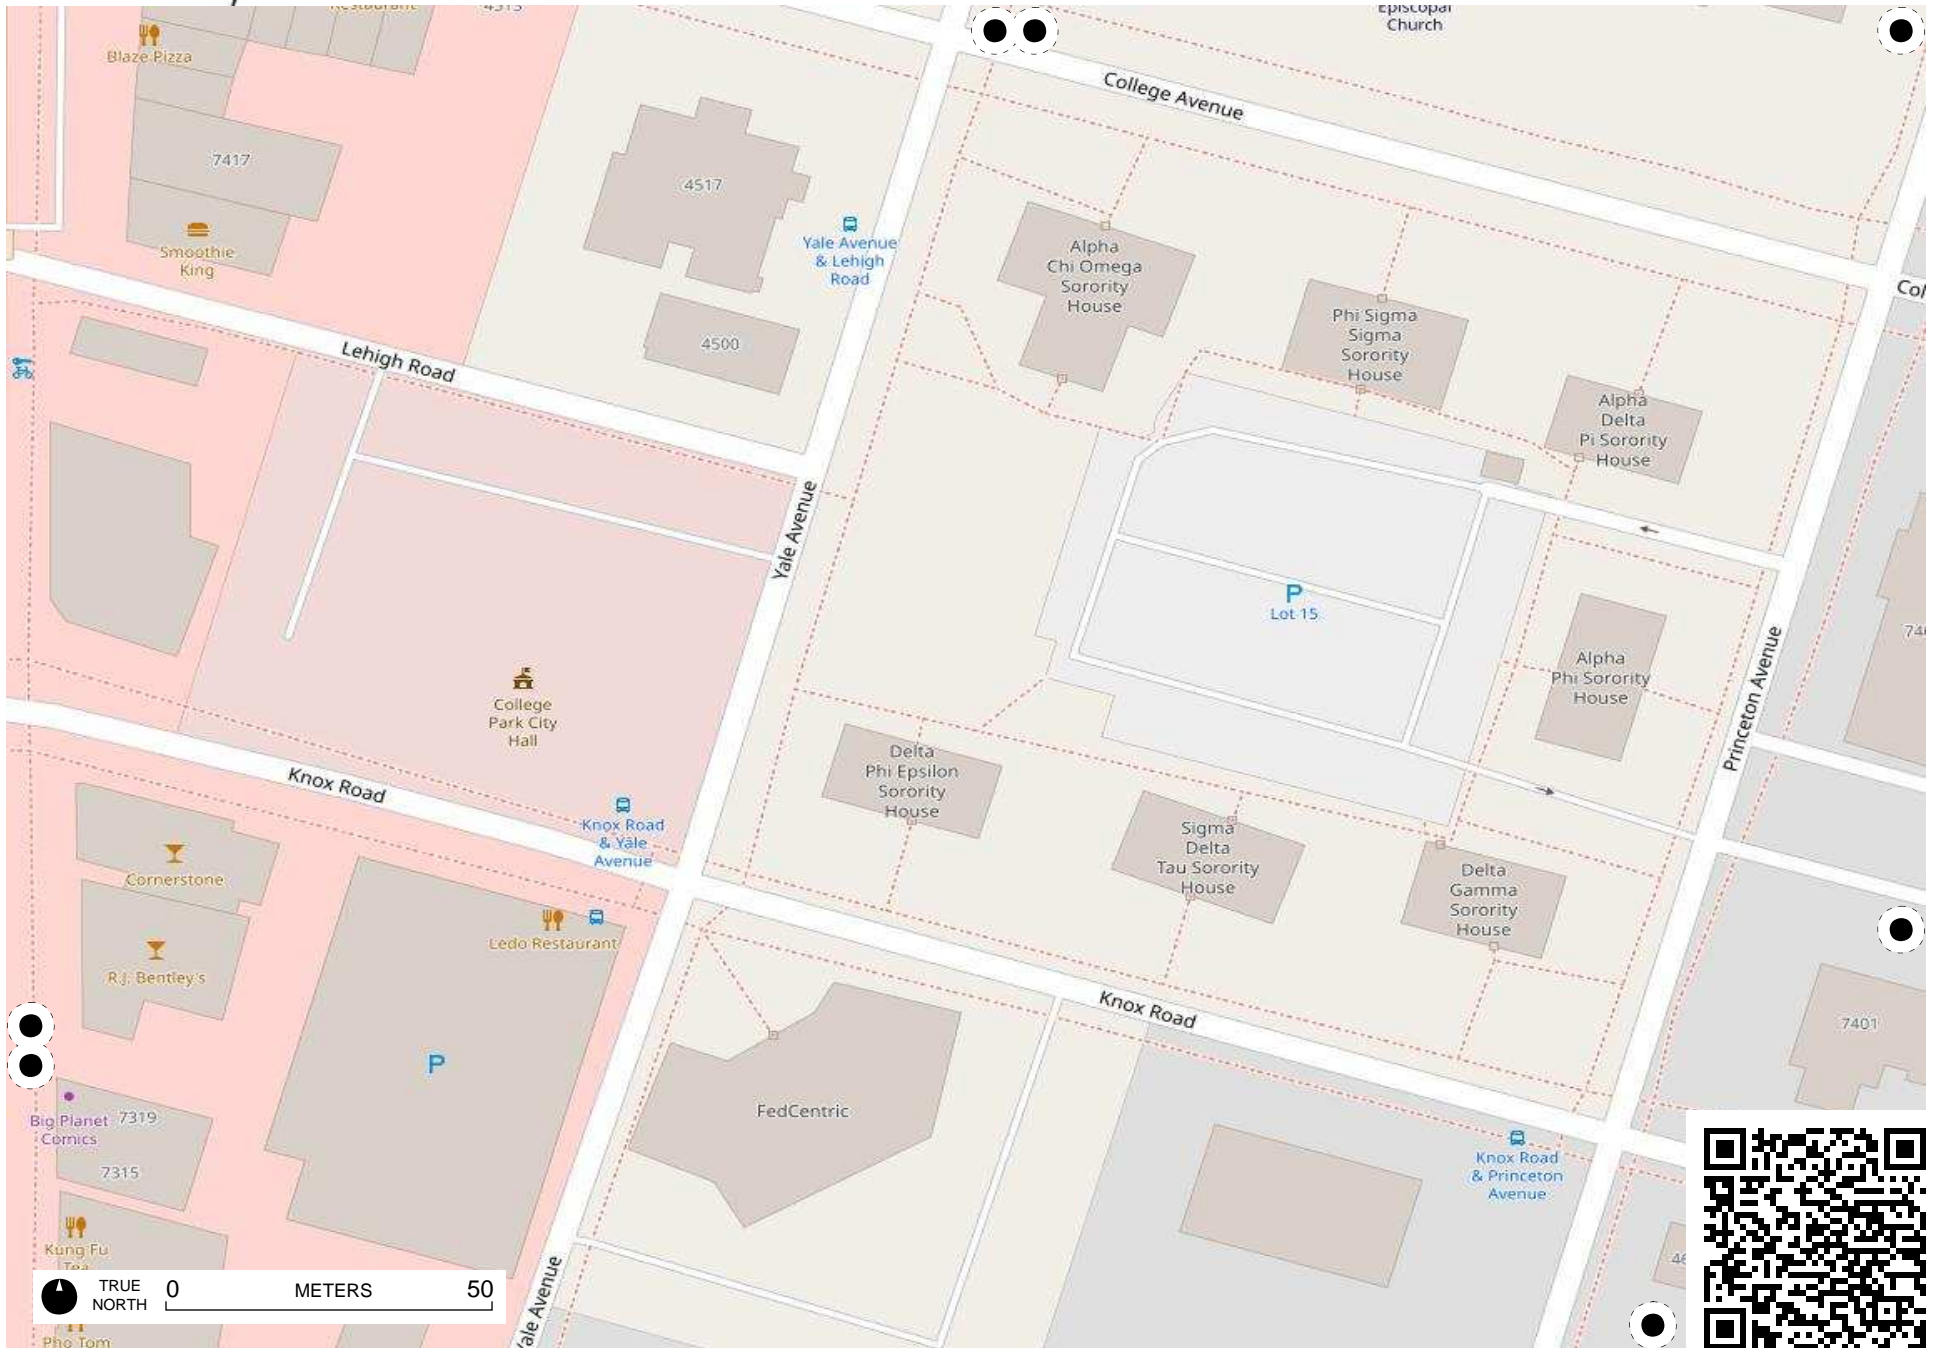 Restaurant
4513
Episcopal
Church
Blaze Pizza
College Avenue
7417
4517
Smoothie
King
Yale Avenue
& Lehigh
Road
Alpha
Chi Omega
Sorority
House
Col
Phi Sigma
Sigma
Sorority
House
4500
Lehigh Road
Alpha
Delta
Pi Sorority
House
Yale Avenue
P
Lot 15
Alpha
Phi Sorority
House
Princeton Avenue
College
Park City
Hall
Knox Road
Delta
Phi Epsilon
Sorority
House
Knox Road
& Yale
Avenue
Sigma
Delta
Tau Sorority
House
Delta
Gamma
Sorority
House
Cornerstone
Ledo Restaurant
R.J. Bentley's
Knox Road
7401
P
FedCentric
Big Planet
Comics
7319
7315
Knox Road
& Princeton
Avenue
Kung Fu
Tea
Yale Avenue
TRUE
NORTH
0 METERS 50
Pho Tom